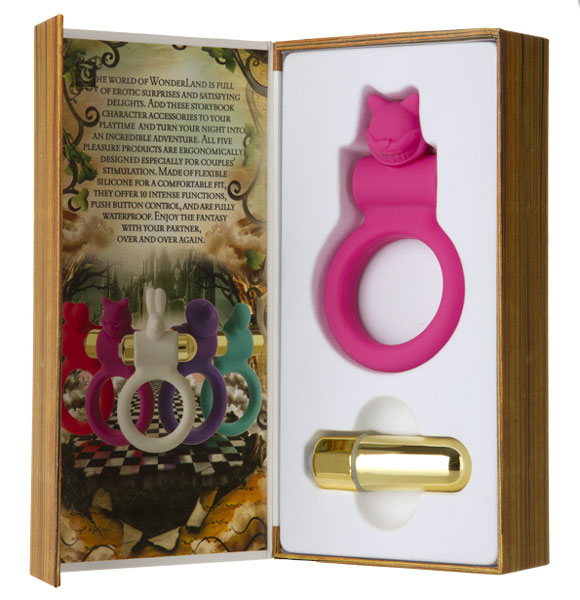 THE WORLD OF WONDERLAND IS FULL
OF EROTIC SURPRISES AND SATISFYING
DELIGHTS. ADD THESE STORYBOOK
CHARACTER ACCESSORIES TO YOUR
PLAYTIME AND TURN YOUR NIGHT INTO
AN INCREDIBLE ADVENTURE. ALL FIVE
PLEASURE PRODUCTS ARE ERGONOMICALLY
DESIGNED ESPECIALLY FOR COUPLES'
STIMULATION. MADE OF FLEXIBLE
SILICONE FOR A COMFORTABLE FIT,
THEY OFFER 10 INTENSE FUNCTIONS,
PUSH BUTTON CONTROL, AND ARE FULLY
WATERPROOF. ENJOY THE FANTASY
WITH YOUR PARTNER,
OVER AND OVER AGAIN.